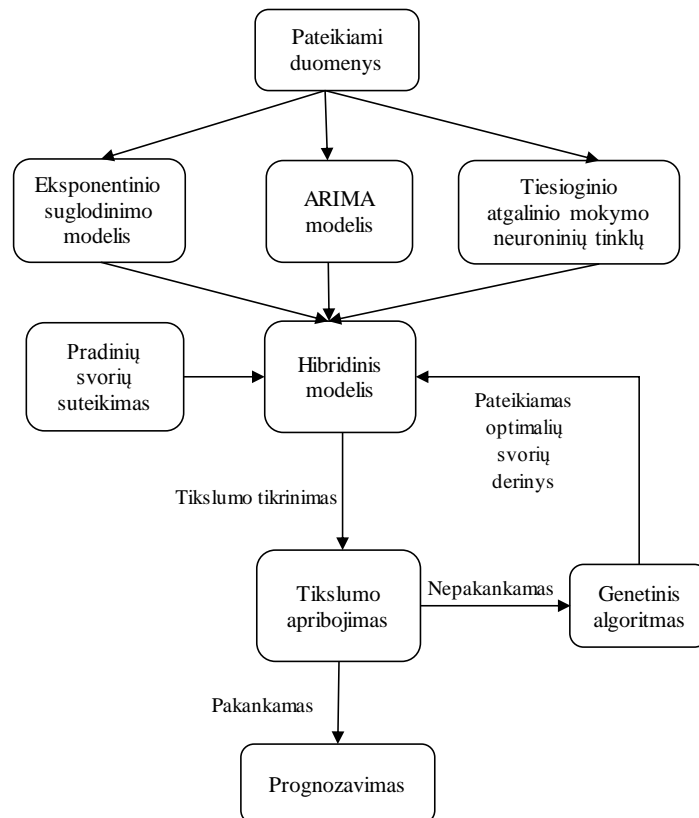 Pateikiami
duomenys
Eksponentinio
suglodinimo
modelis
ARIMA
modelis
Tiesioginio
atgalinio mokymo
neuroninių tinklų
Pradinių
svorių
suteikimas
Hibridinis
modelis
Pateikiamas
optimalių
svorių
derinys
Tikslumo tikrinimas
Tikslumo
apribojimas
Nepakankamas
Genetinis
algoritmas
Pakankamas
Prognozavimas